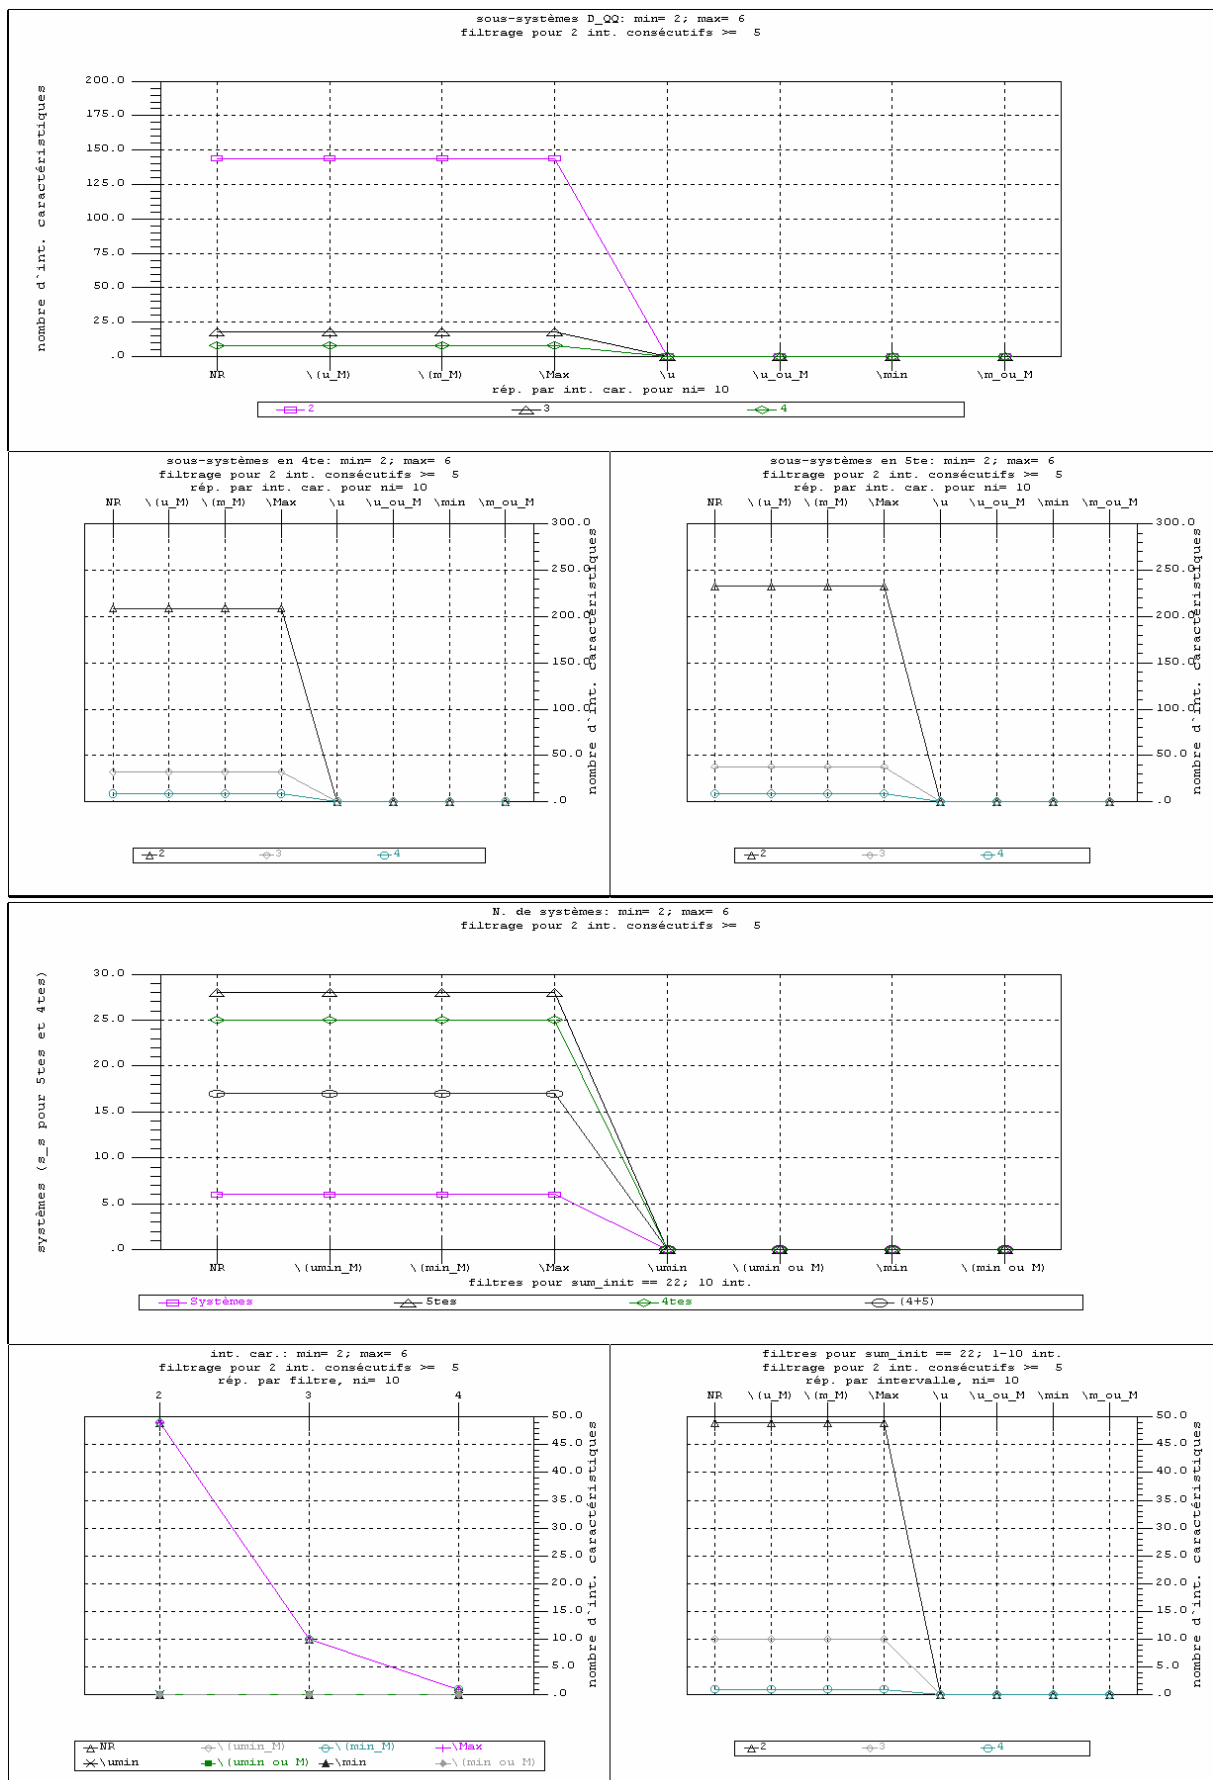 sous-systèmes D_QQ: min= 2; max= 6
filtrage pour 2 int. consécutifs >= 5
nombre d`int. caractéristiques
200.0
175.0
150.0
125.0
100.0
75.0
50.0
25.0
.0
NR \(u_M) \(m_M) \Max \u \u_ou_M \min \m_ou_M
rép. par int. car. pour ni= 10
2 3 4
sous-systèmes en 4te: min= 2; max= 6
filtrage pour 2 int. consécutifs >= 5
rép. par int. car. pour ni= 10
NR \(u_M) \(m_M) \Max \u \u_ou_M \min \m_ou_M
300.0
250.0
200.0
150.0
100.0
50.0
.0
nombre d`int. caractéristiques
2 3 4
sous-systèmes en 5te: min= 2; max= 6
filtrage pour 2 int. consécutifs >= 5
rép. par int. car. pour ni= 10
NR \(u_M) \(m_M) \Max \u \u_ou_M \min \m_ou_M
300.0
250.0
200.0
150.0
100.0
50.0
.0
nombre d`int. caractéristiques
2 3 4
N. de systèmes: min= 2; max= 6
filtrage pour 2 int. consécutifs >= 5
systèmes (s_s pour 5tes et 4tes)
30.0
25.0
20.0
15.0
10.0
5.0
.0
NR \(umin_M) \(min_M) \Max \umin \(umin ou M) \min \(min ou M)
filtres pour sum_init == 22; 10 int.
Systèmes 5tes 4tes (4+5)
int. car.: min= 2; max= 6
filtrage pour 2 int. consécutifs >= 5
rép. par filtre, ni= 10
2 3 4
50.0
45.0
40.0
35.0
30.0
25.0
20.0
15.0
10.0
5.0
.0
nombre d`int. caractéristiques
NR \(umin_M) \(min_M) \Max
\umin \(umin ou M) \min \(min ou M)
filtres pour sum_init == 22; 1-10 int.
filtrage pour 2 int. consécutifs >= 5
rép. par intervalle, ni= 10
NR \(u_M) \(m_M) \Max \u \u_ou_M \min \m_ou_M
50.0
45.0
40.0
35.0
30.0
25.0
20.0
15.0
10.0
5.0
.0
nombre d`int. caractéristiques
2 3 4